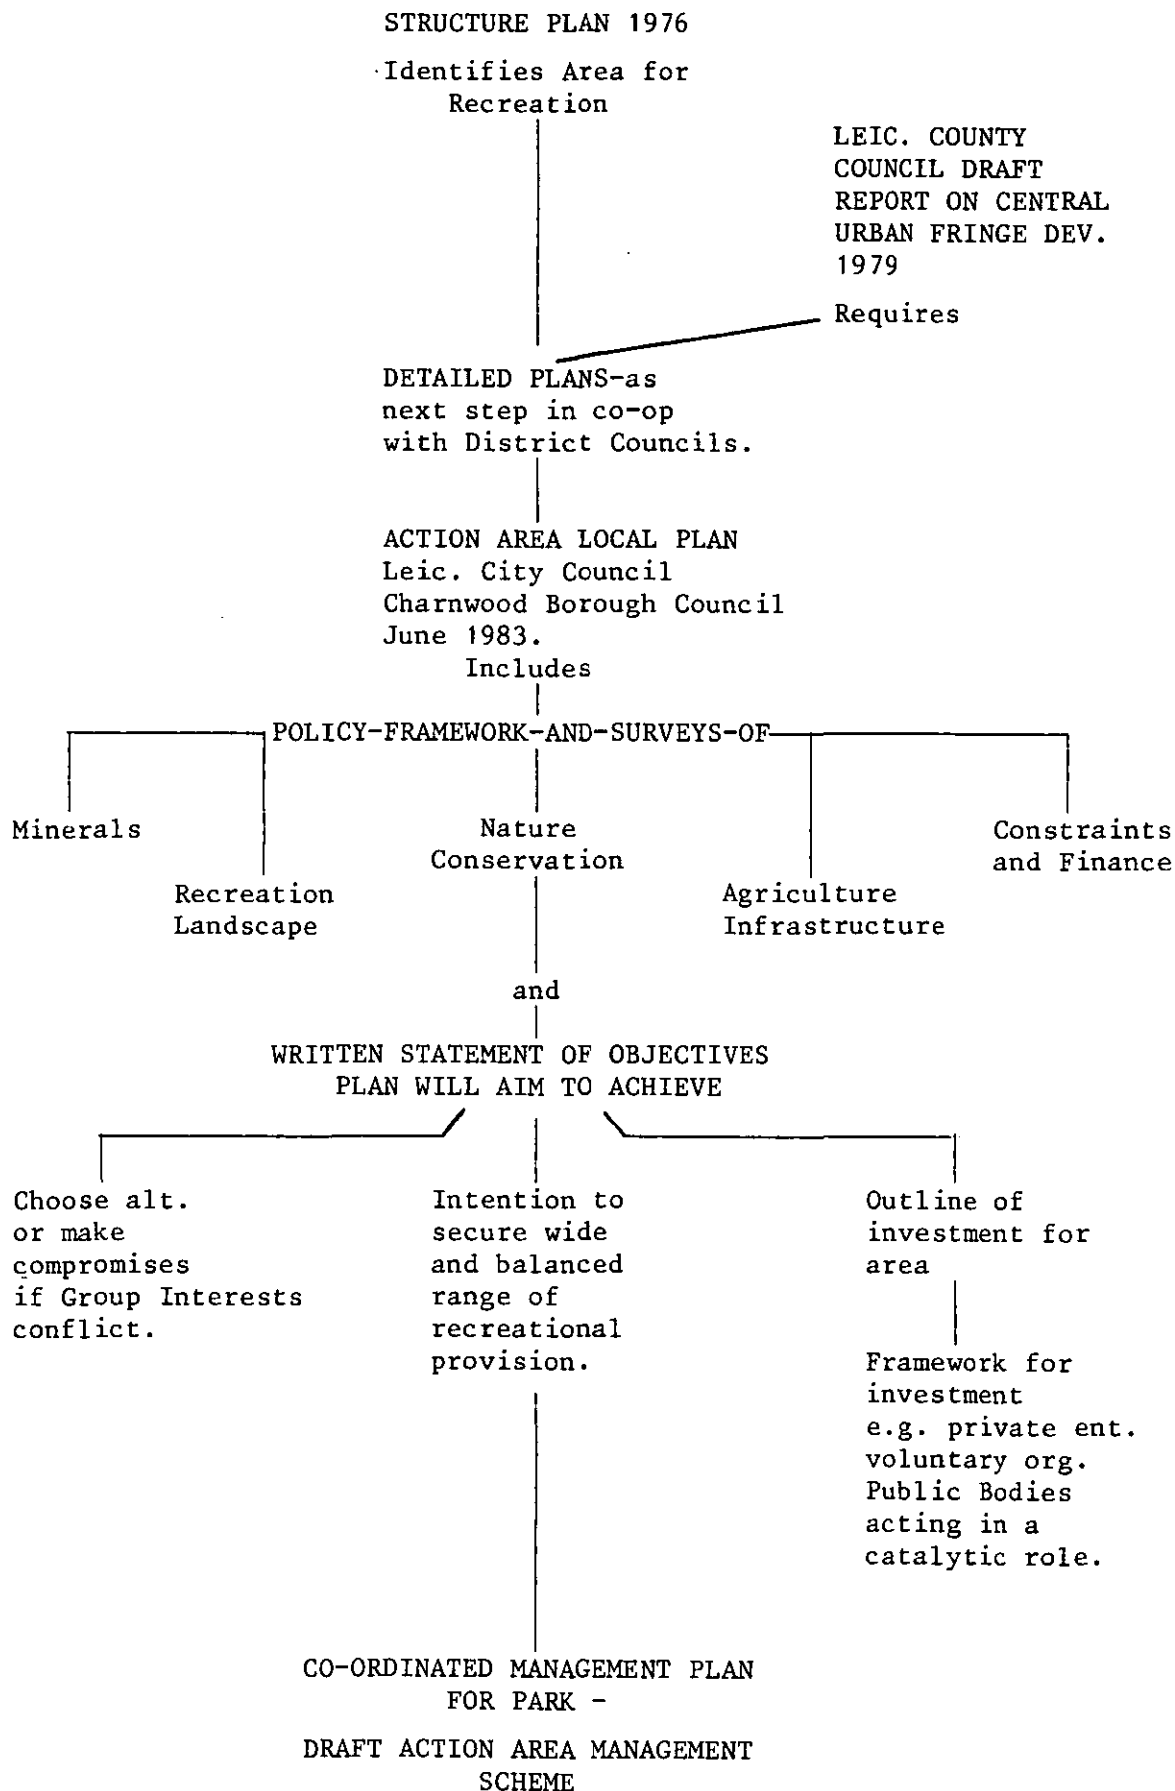 STRUCTURE PLAN 1976
Identifies Area for
Recreation
LEIC. COUNTY
COUNCIL DRAFT
REPORT ON CENTRAL
URBAN FRINGE DEV.
1979
Requires
DETAILED PLANS-as
next step in co-op
with District Councils.
ACTION AREA LOCAL PLAN
Leic. City Council
Charnwood Borough Council
June 1983.
Includes
POLICY-FRAMEWORK-AND-SURVEYS-OF
Minerals
Recreation
Landscape
Nature
Conservation
Agriculture
Infrastructure
Constraints
and Finance
and
WRITTEN STATEMENT OF OBJECTIVES
PLAN WILL AIM TO ACHIEVE
Choose alt.
or make
compromises
if Group Interests
conflict.
Intention to
secure wide
and balanced
range of
recreational
provision.
Outline of
investment for
area
Framework for
investment
e.g. private ent.
voluntary org.
Public Bodies
acting in a
catalytic role.
CO-ORDINATED MANAGEMENT PLAN
FOR PARK -
DRAFT ACTION AREA MANAGEMENT
SCHEME